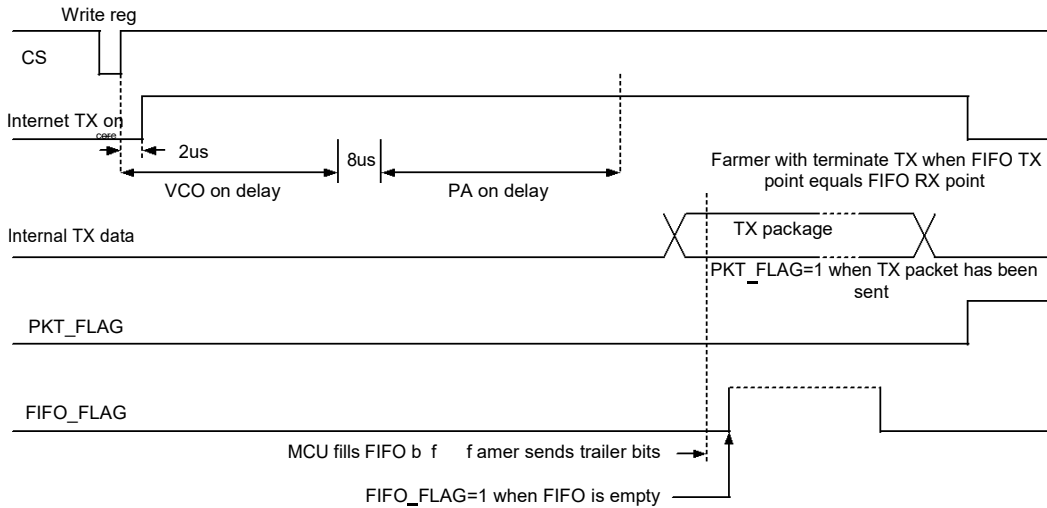 Write reg
CS
Internet TX on
core
2us
8us
VCO on delay
PA on delay
Farmer with terminate TX when FIFO TX
point equals FIFO RX point
Internal TX data
TX package
PKT_FLAG=1 when TX packet has been
sent
PKT_FLAG
FIFO_FLAG
MCU fills FIFO b f f amer sends trailer bits
FIFO_FLAG=1 when FIFO is empty